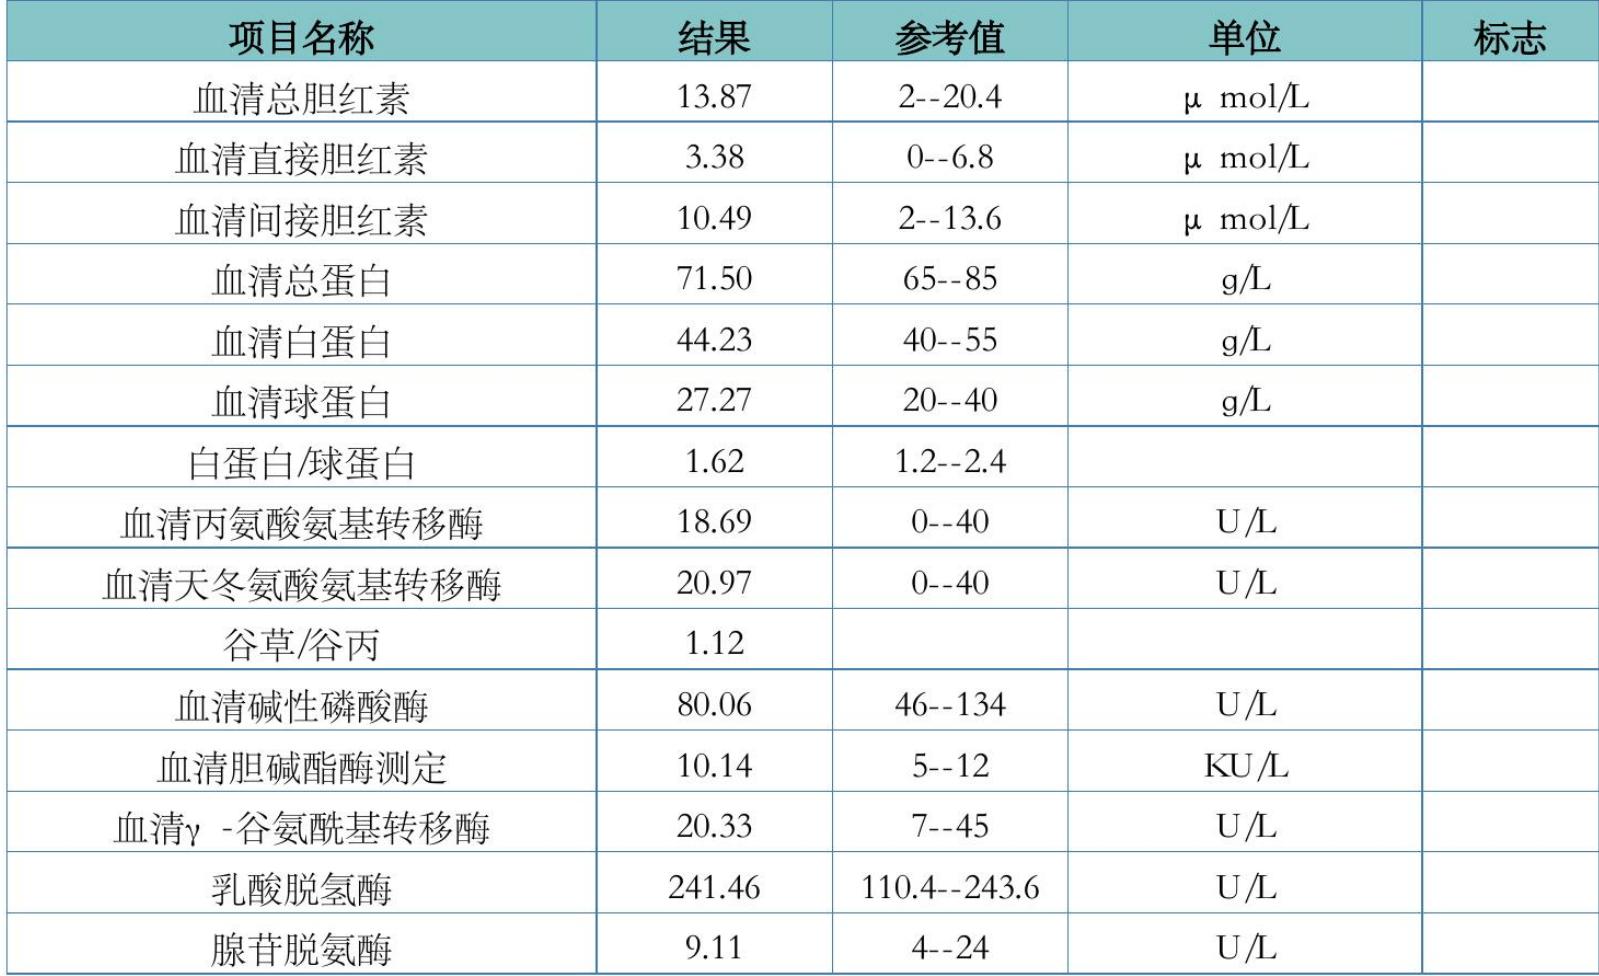 项目名称 结果 参考值 单位 标志
血清总胆红素 13.87 2--20.4 μ mol/L
血清直接胆红素 3.38 0--6.8 μ mol/L
血清间接胆红素 10.49 2--13.6 μ mol/L
血清总蛋白 71.50 65--85 g/L
血清白蛋白 44.23 40--55 g/L
血清球蛋白 27.27 20--40 g/L
白蛋白/球蛋白 1.62 1.2--2.4
血清丙氨酸氨基转移酶 18.69 0--40 U/L
血清天冬氨酸氨基转移酶 20.97 0--40 U/L
谷草/谷丙 1.12
血清碱性磷酸酶 80.06 46--134 U/L
血清胆碱酯酶测定 10.14 5--12 KU/L
血清γ -谷氨酰基转移酶 20.33 7--45 U/L
乳酸脱氢酶 241.46 110.4--243.6 U/L
腺苷脱氨酶 9.11 4--24 U/L